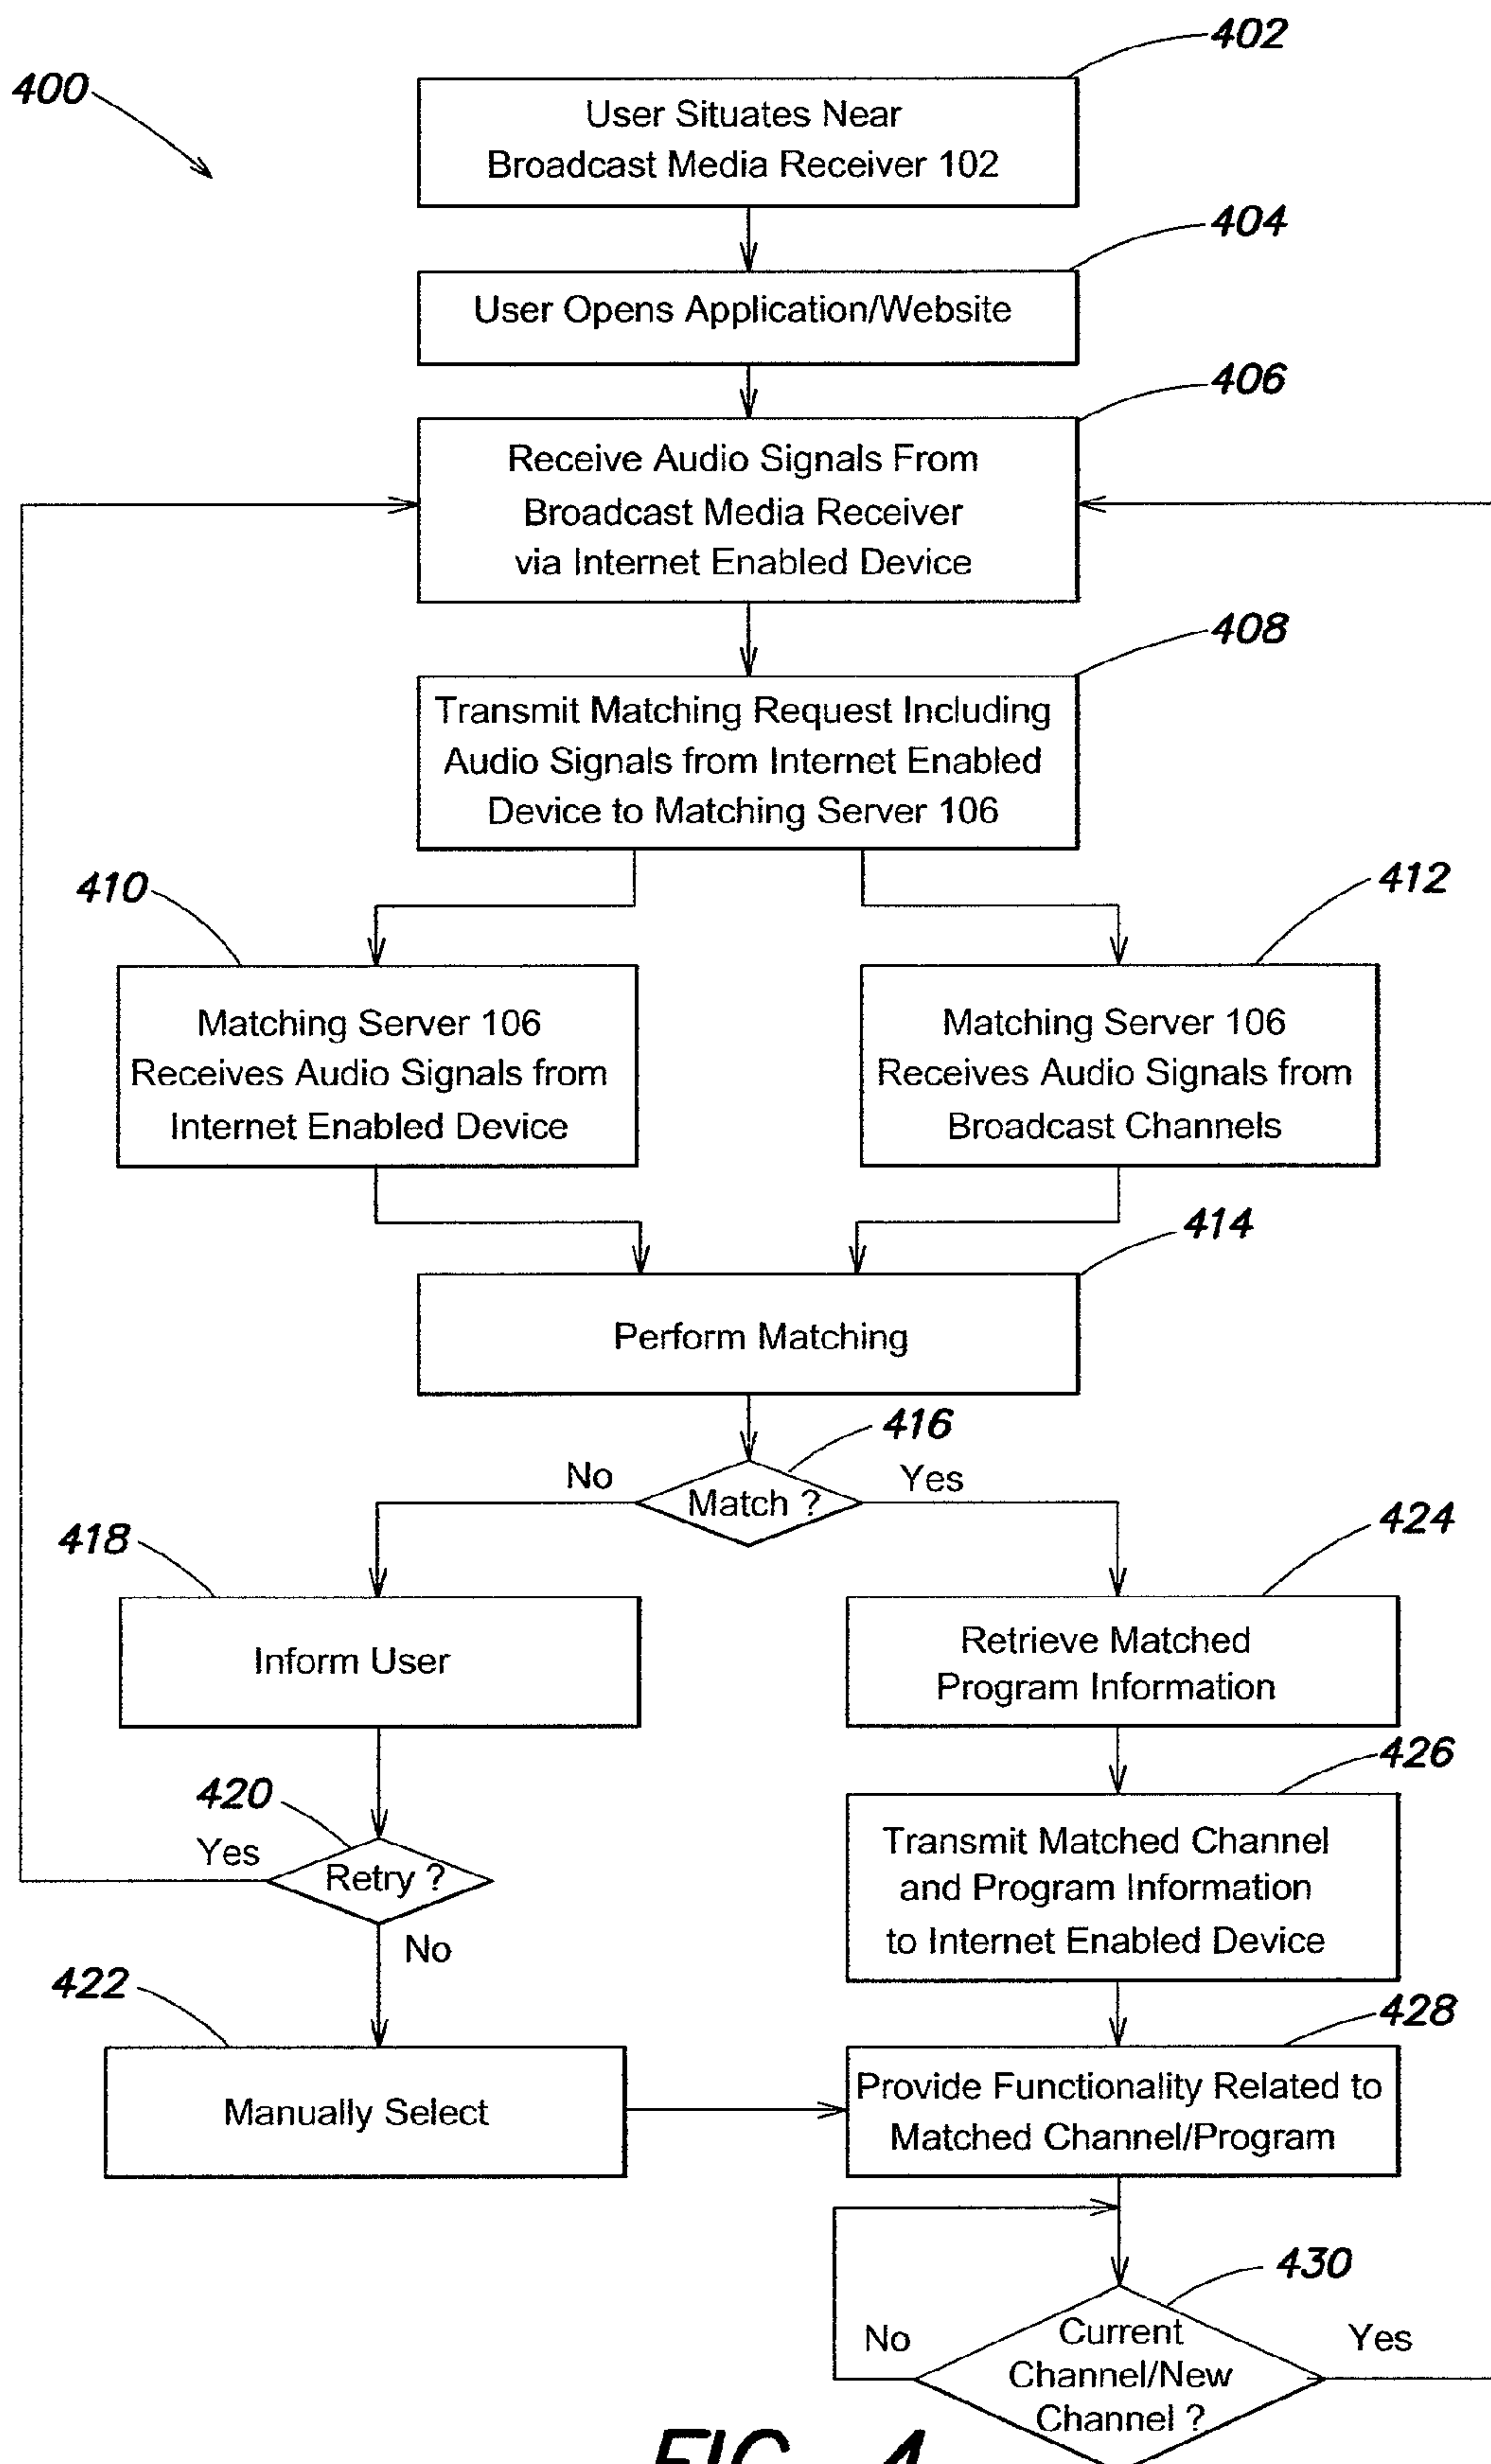 402
400
User Situates Near
Broadcast Media Receiver 102
404
User Opens Application/Website
406
Receive Audio Signals From
Broadcast Media Receiver
via Internet Enabled Device
408
Transmit Matching Request Including
Audio Signals from Internet Enabled
Device to Matching Server 106
410
412
Matching Server 106
Receives Audio Signals from
Internet Enabled Device
Matching Server 106
Receives Audio Signals from
Broadcast Channels
414
Perform Matching
416
No
Match ?
Yes
418
424
Inform User
Retrieve Matched
Program Information
426
420
Yes
Retry ?
No
Transmit Matched Channel
and Program Information
to Internet Enabled Device
422
428
Manually Select
Provide Functionality Related to
Matched Channel/Program
430
No
Current
Channel/New
Channel ?
Yes
FIG. 4